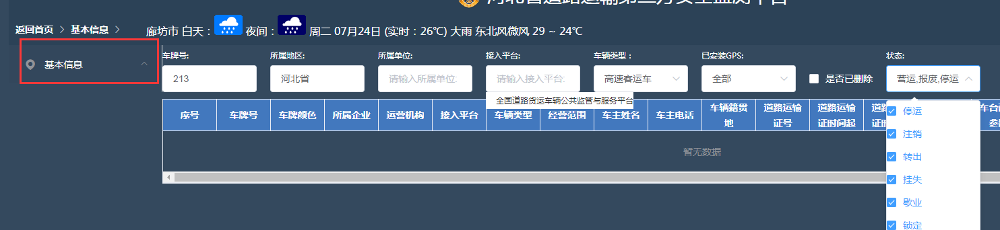 返回首页 > 基本信息 >
廊坊市 白天： 夜间： 周二 07月24日 (实时：26℃) 大雨 东北风微风 29 ~ 24℃
基本信息
车牌号: 所属地区: 所属单位: 接入平台: 车辆类型： 已安装GPS: 状态:
213 河北省 请输入所属单位: 请输入接入平台: 高速客运车 全部 是否已删除 营运,报废,停运
全国道路货运车辆公共监管与服务平台
序号 车牌号 车牌颜色 所属企业 运营机构 接入平台 车辆类型 经营范围 车主姓名 车主电话 车辆籍贯地 道路运输证号 道路运输证时间起
暂无数据
停运
注销
转出
挂失
歇业
锁定